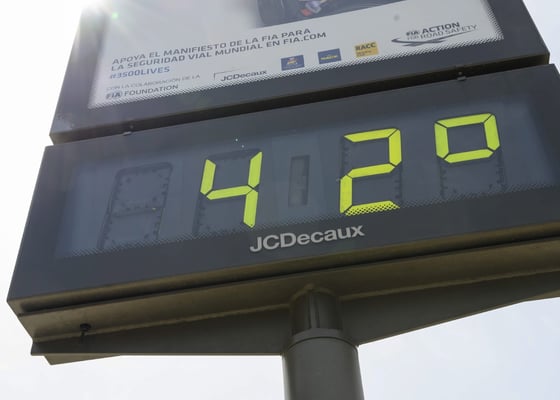 APOYA EL MANIFIESTO DE LA FIA PARA
LA SEGURIDAD VIAL MUNDIAL EN FIA.COM
#3500LIVES
CON LA COLABORACIÓN DE LA
FIA FOUNDATION
JCDecaux
RACC
FIA ACTION
FOR ROAD SAFETY
42°
JCDecaux